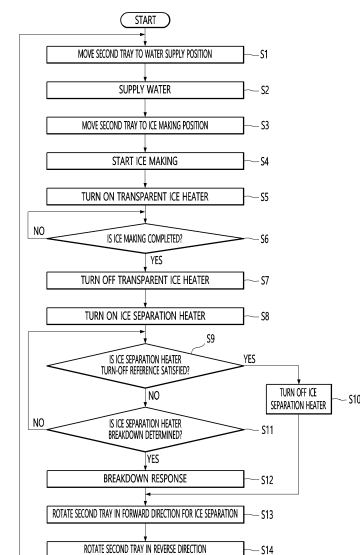 START
MOVE SECOND TRAY TO WATER SUPPLY POSITION
S1
SUPPLY WATER
S2
MOVE SECOND TRAY TO ICE MAKING POSITION
S3
START ICE MAKING
S4
TURN ON TRANSPARENT ICE HEATER
S5
NO
IS ICE MAKING COMPLETED?
S6
YES
TURN OFF TRANSPARENT ICE HEATER
S7
TURN ON ICE SEPARATION HEATER
S8
S9
IS ICE SEPARATION HEATER
TURN-OFF REFERENCE SATISFIED?
YES
TURN OFF ICE
SEPARATION HEATER
S10
NO
NO
IS ICE SEPARATION HEATER
BREAKDOWN DETERMINED?
S11
YES
BREAKDOWN RESPONSE
S12
ROTATE SECOND TRAY IN FORWARD DIRECTION FOR ICE SEPARATION
S13
ROTATE SECOND TRAY IN REVERSE DIRECTION
S14